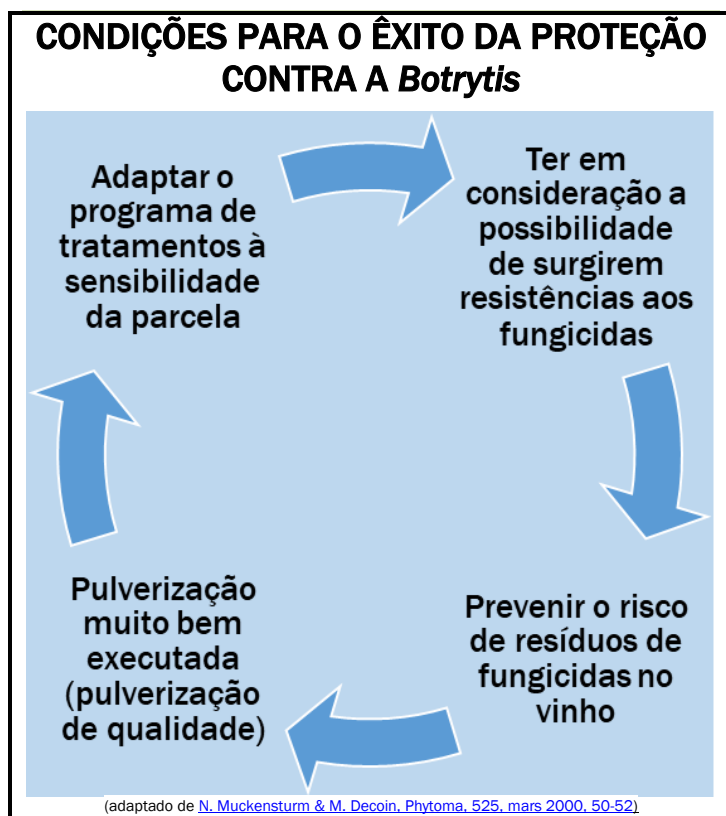 CONDIÇÕES PARA O ÊXITO DA PROTEÇÃO
CONTRA A Botrytis
Adaptar o
programa de
tratamentos à
sensibilidade
da parcela
Ter em
consideração a
possibilidade
de surgirem
resistências aos
fungicidas
Prevenir o risco
de resíduos de
fungicidas no
vinho
Pulverização
muito bem
executada
(pulverização
de qualidade)
(adaptado de N. Muckensturm & M. Decoin, Phytoma, 525, mars 2000, 50-52)